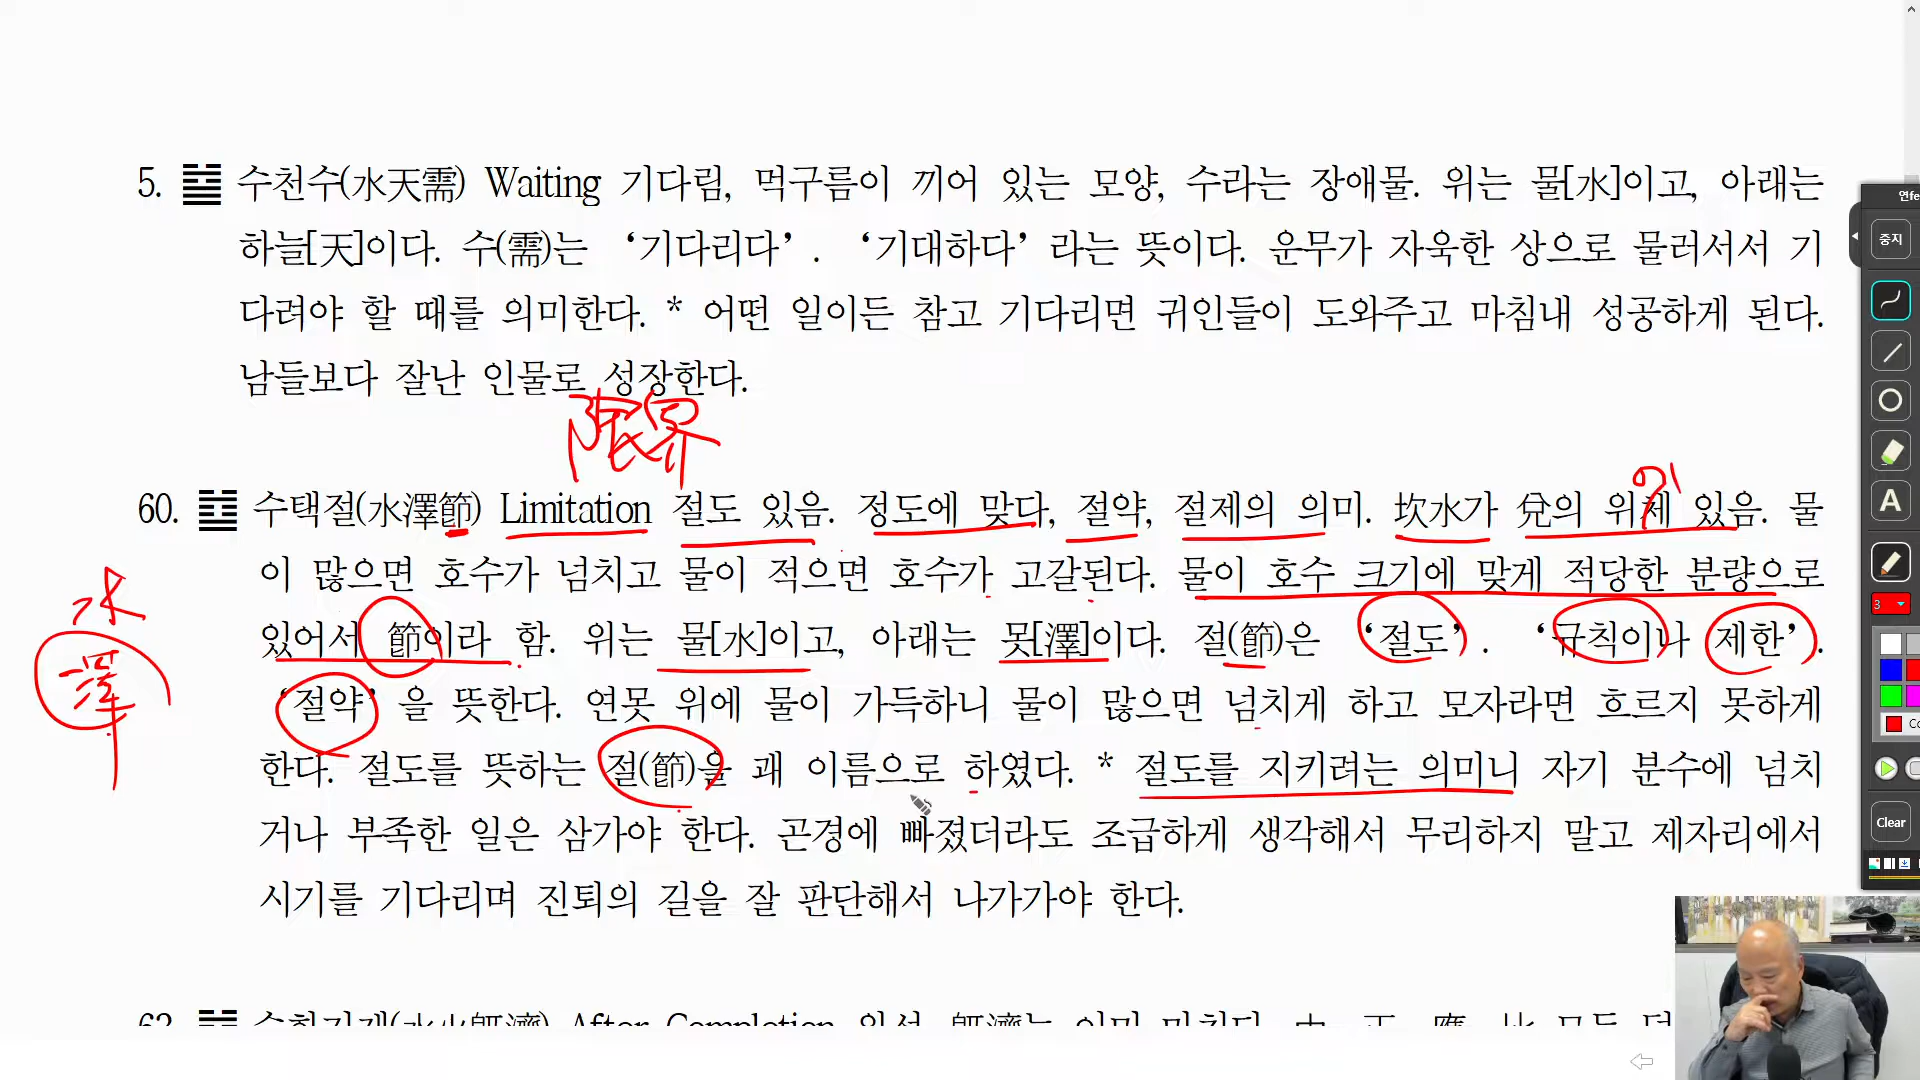 5. ䷄ 수천수(水天需) Waiting 기다림, 먹구름이 끼어 있는 모양, 수라는 장애물. 위는 물[水]이고, 아래는
하늘[天]이다. 수(需)는 ‘기다리다’. ‘기대하다’라는 뜻이다. 운무가 자욱한 상으로 물러서서 기
다려야 할 때를 의미한다. * 어떤 일이든 참고 기다리면 귀인들이 도와주고 마침내 성공하게 된다.
남들보다 잘난 인물로 성장한다.
限界
60. ䷻ 수택절(水澤節) Limitation 절도 있음. 정도에 맞다, 절약, 절제의 의미. 坎水가 兌의 위체 있음. 물
이 많으면 호수가 넘치고 물이 적으면 호수가 고갈된다. 물이 호수 크기에 맞게 적당한 분량으로
있어서 節이라 함. 위는 물[水]이고, 아래는 못[澤]이다. 절(節)은 ‘절도’. ‘규칙이나 제한’.
‘절약’을 뜻한다. 연못 위에 물이 가득하니 물이 많으면 넘치게 하고 모자라면 흐르지 못하게
한다. 절도를 뜻하는 절(節)을 괘 이름으로 하였다. * 절도를 지키려는 의미니 자기 분수에 넘치
거나 부족한 일은 삼가야 한다. 곤경에 빠졌더라도 조급하게 생각해서 무리하지 말고 제자리에서
시기를 기다리며 진퇴의 길을 잘 판단해서 나가가야 한다.
水
澤
중지
A
3
Clear